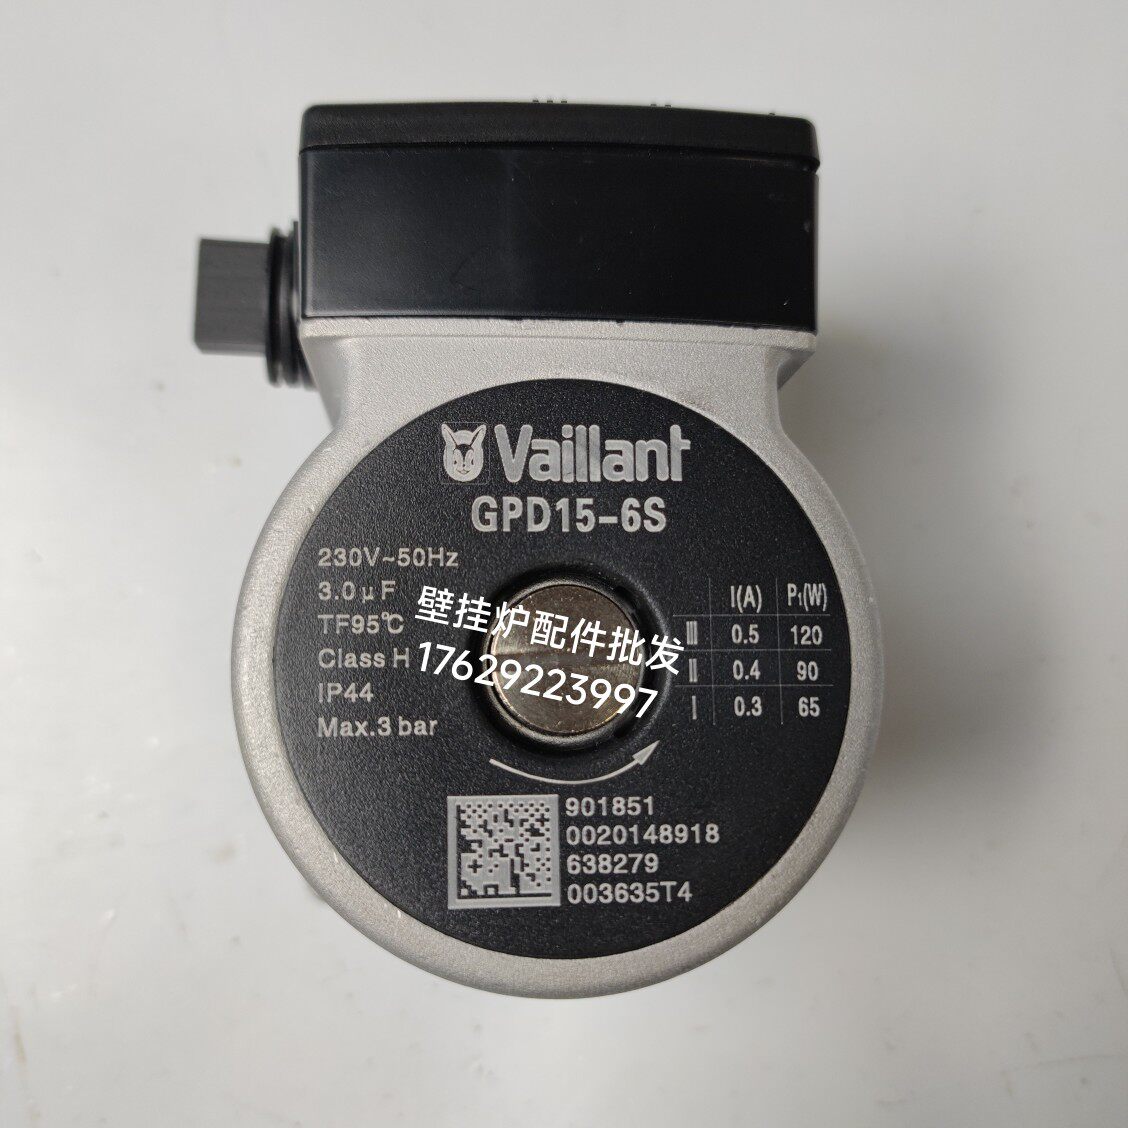 Vaillant
GPD15-6S
230V~50Hz
3.0µF
TF95℃
Class H
IP44
Max.3 bar
I(A) P₁(W)
III 0.5 120
II 0.4 90
I 0.3 65
壁挂炉配件批发
17629223997
901851
0020148918
638279
003635T4